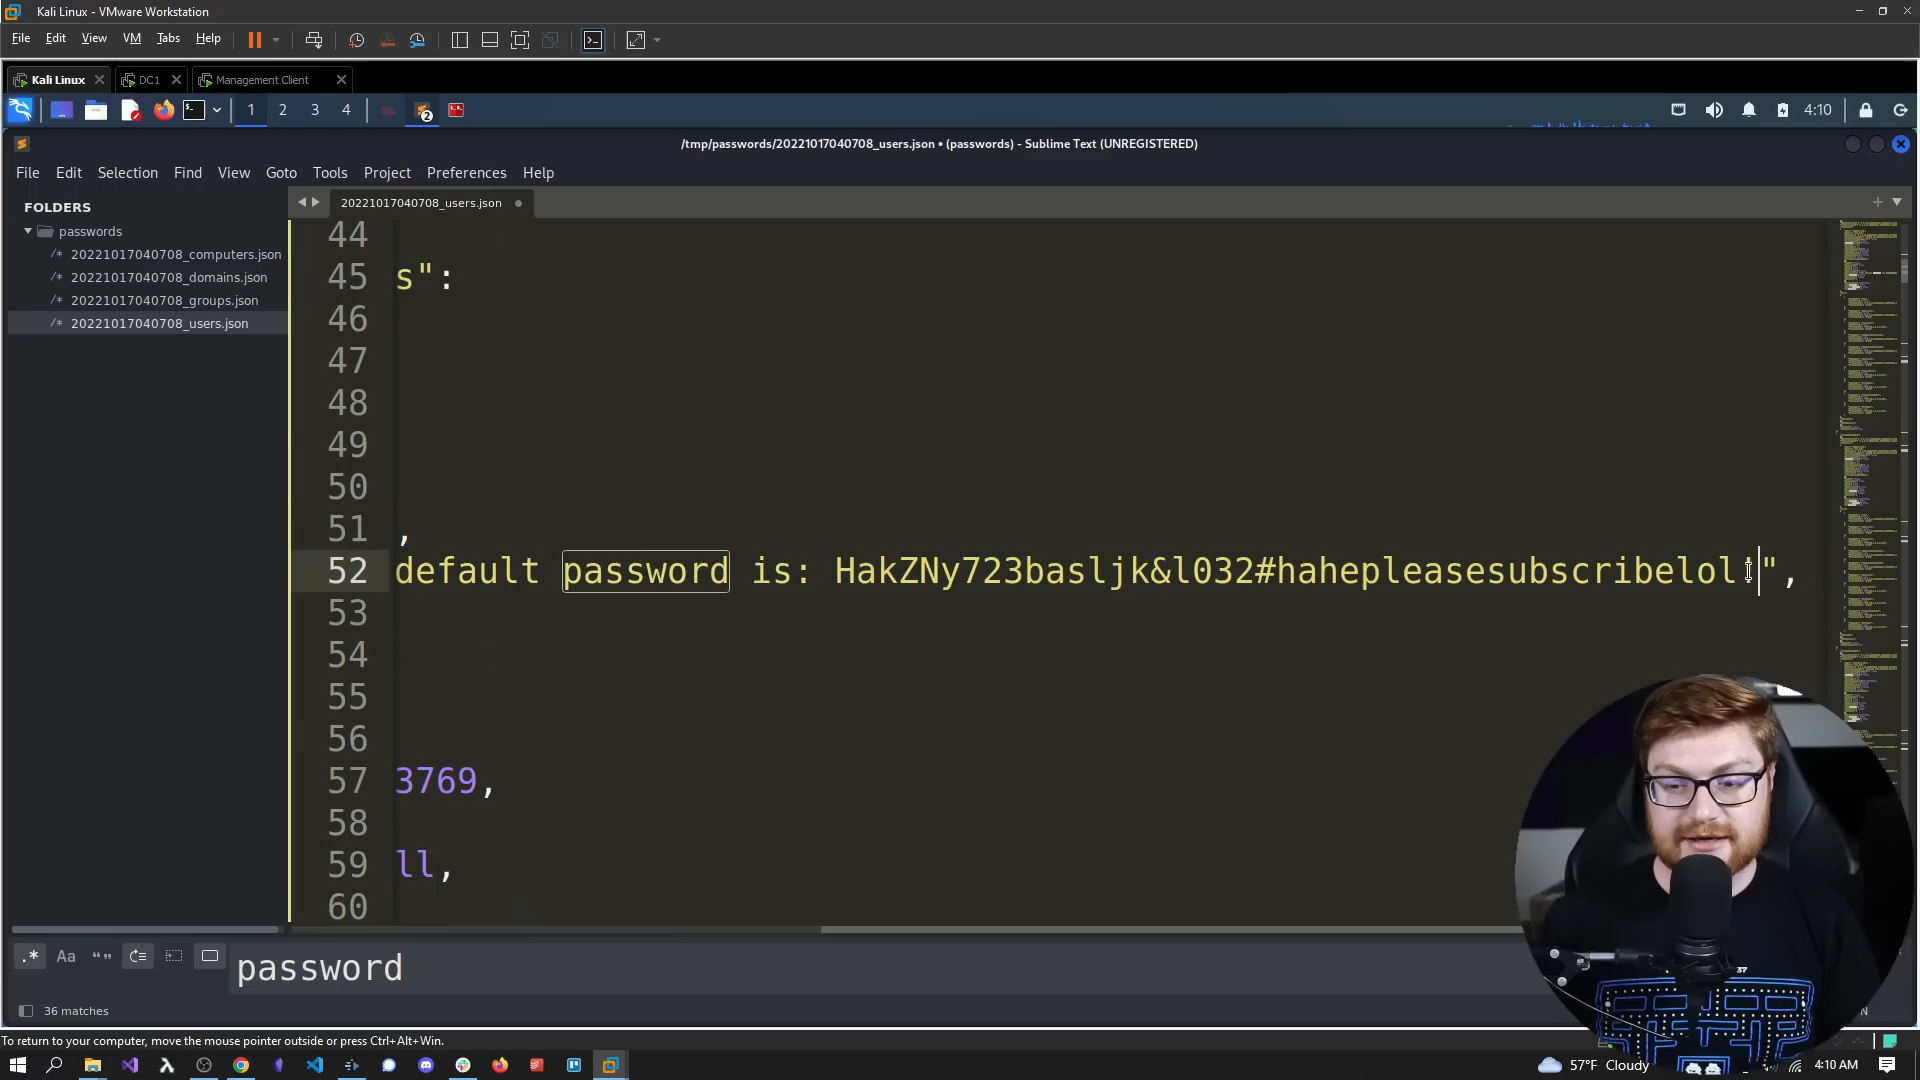 Kali Linux - VMware Workstation
File Edit View VM Tabs Help
Kali Linux DC1 Management Client
1 2 3 4 2 4:10
/tmp/passwords/20221017040708_users.json • (passwords) - Sublime Text (UNREGISTERED)
File Edit Selection Find View Goto Tools Project Preferences Help
FOLDERS
passwords
/* 20221017040708_computers.json
/* 20221017040708_domains.json
/* 20221017040708_groups.json
/* 20221017040708_users.json
20221017040708_users.json
44
45 s":
46
47
48
49
50
51 ,
52 default password is: HakZNy723basljk&l032#hahepleasesubscribelol!",
53
54
55
56
57 3769,
58
59 ll,
60
.* Aa “” password
36 matches
37
To return to your computer, move the mouse pointer outside or press Ctrl+Alt+Win.
57°F Cloudy 4:10 AM